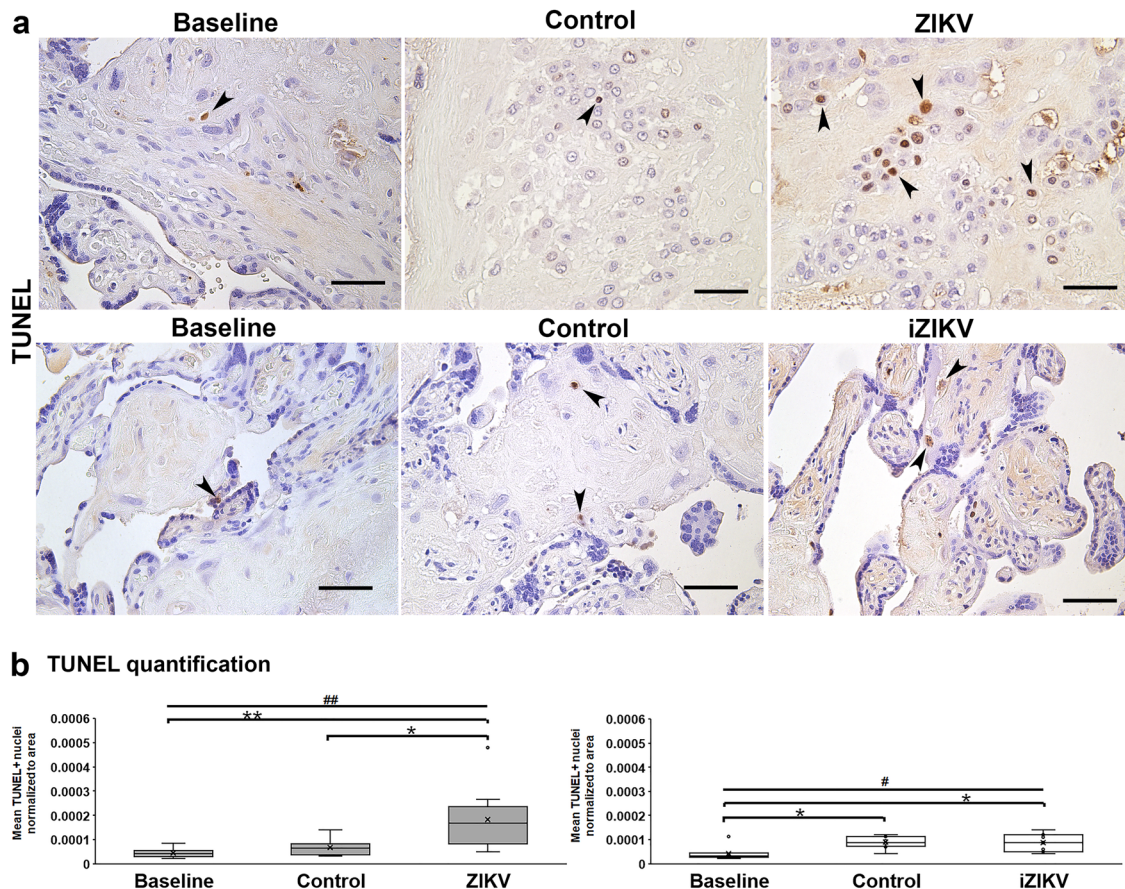 a
Baseline Control ZIKV
TUNEL
Baseline Control iZIKV
b TUNEL quantification
Mean TUNEL+ nuclei
normalized to area
0.0006
0.0005
0.0004
0.0003
0.0002
0.0001
0
##
**
*
Baseline Control ZIKV
Mean TUNEL+ nuclei
normalized to area
0.0006
0.0005
0.0004
0.0003
0.0002
0.0001
0
#
*
*
Baseline Control iZIKV